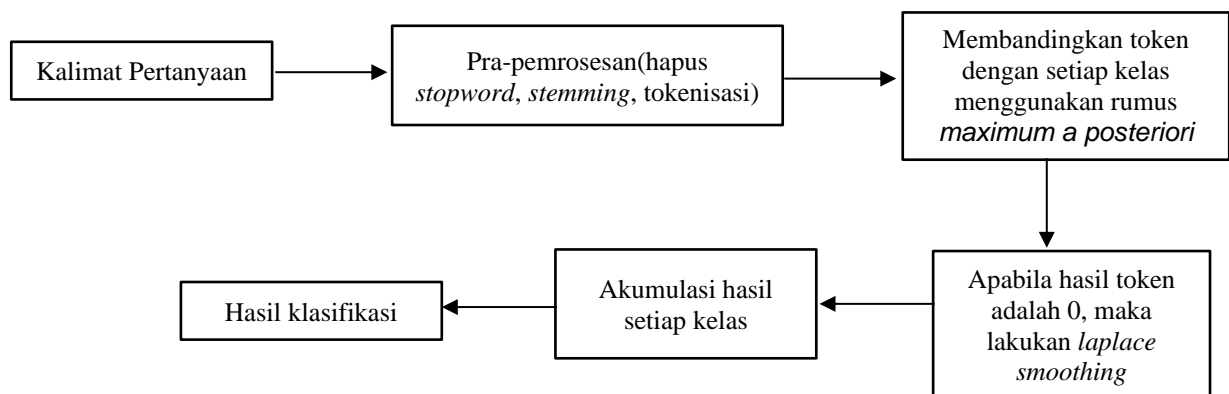 Kalimat Pertanyaan
Pra-pemrosesan(hapus
stopword, stemming, tokenisasi)
Membandingkan token
dengan setiap kelas
menggunakan rumus
maximum a posteriori
Apabila hasil token
adalah 0, maka
lakukan laplace
smoothing
Akumulasi hasil
setiap kelas
Hasil klasifikasi